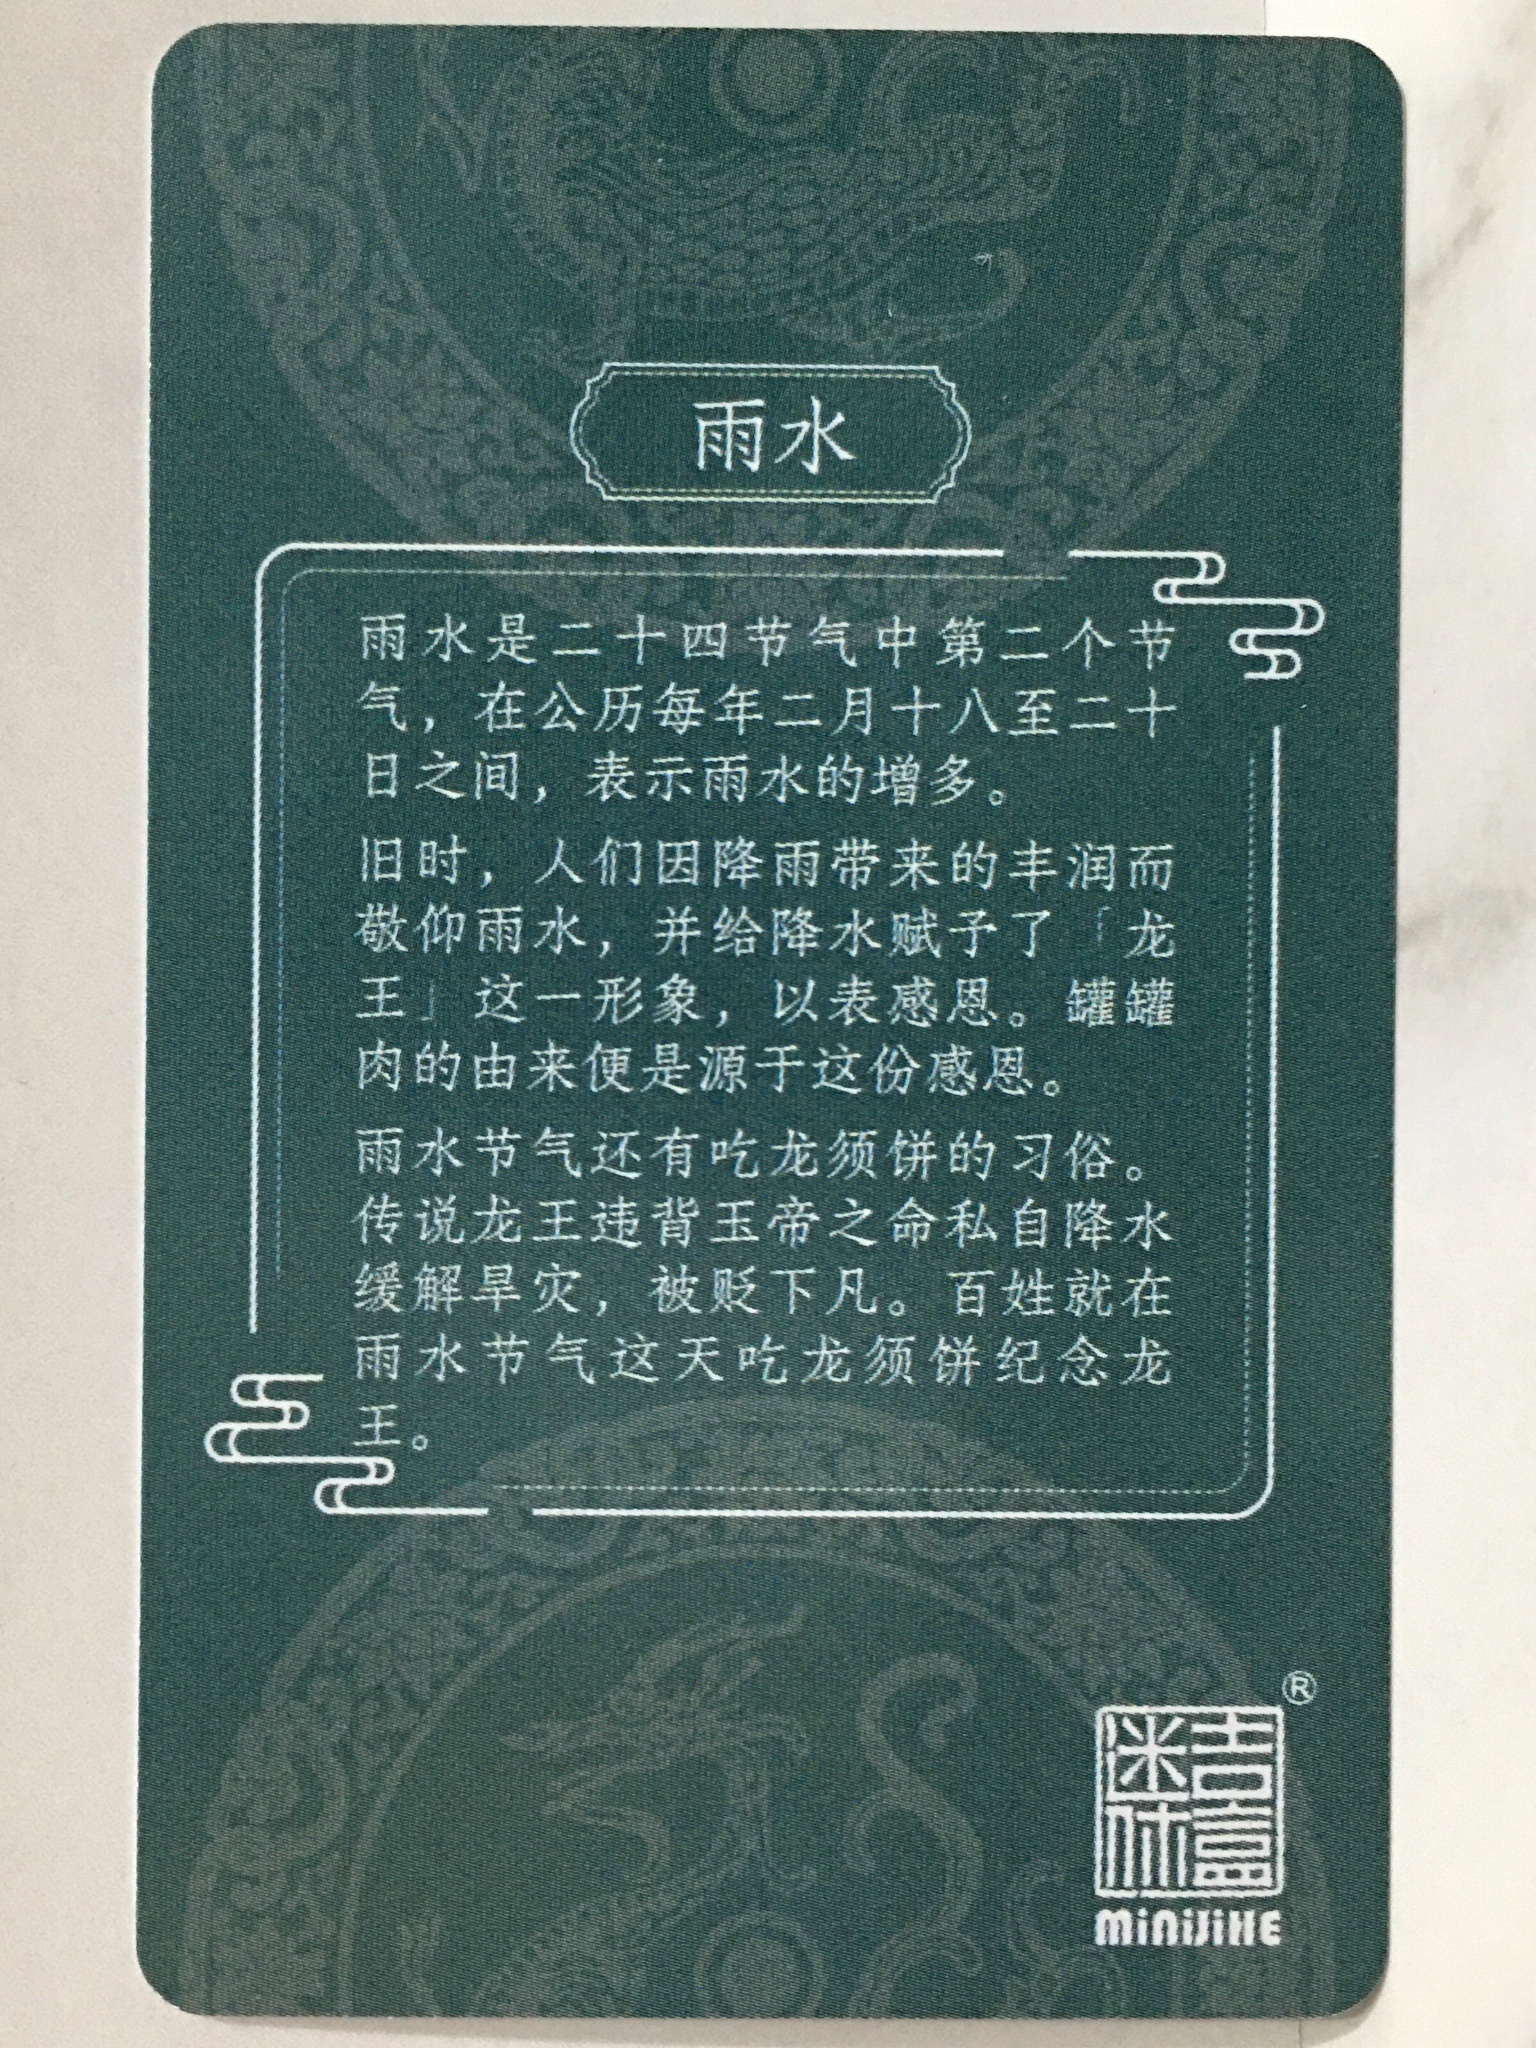 雨水
雨水是二十四节气中第二个节
气，在公历每年二月十八至二十
日之间，表示雨水的增多。
旧时，人们因降雨带来的丰润而
敬仰雨水，并给降水赋予了「龙
王」这一形象，以表感恩。罐罐
肉的由来便是源于这份感恩。
雨水节气还有吃龙须饼的习俗。
传说龙王违背玉帝之命私自降水
缓解旱灾，被贬下凡。百姓就在
雨水节气这天吃龙须饼纪念龙
王。
®
MiNiJiHE